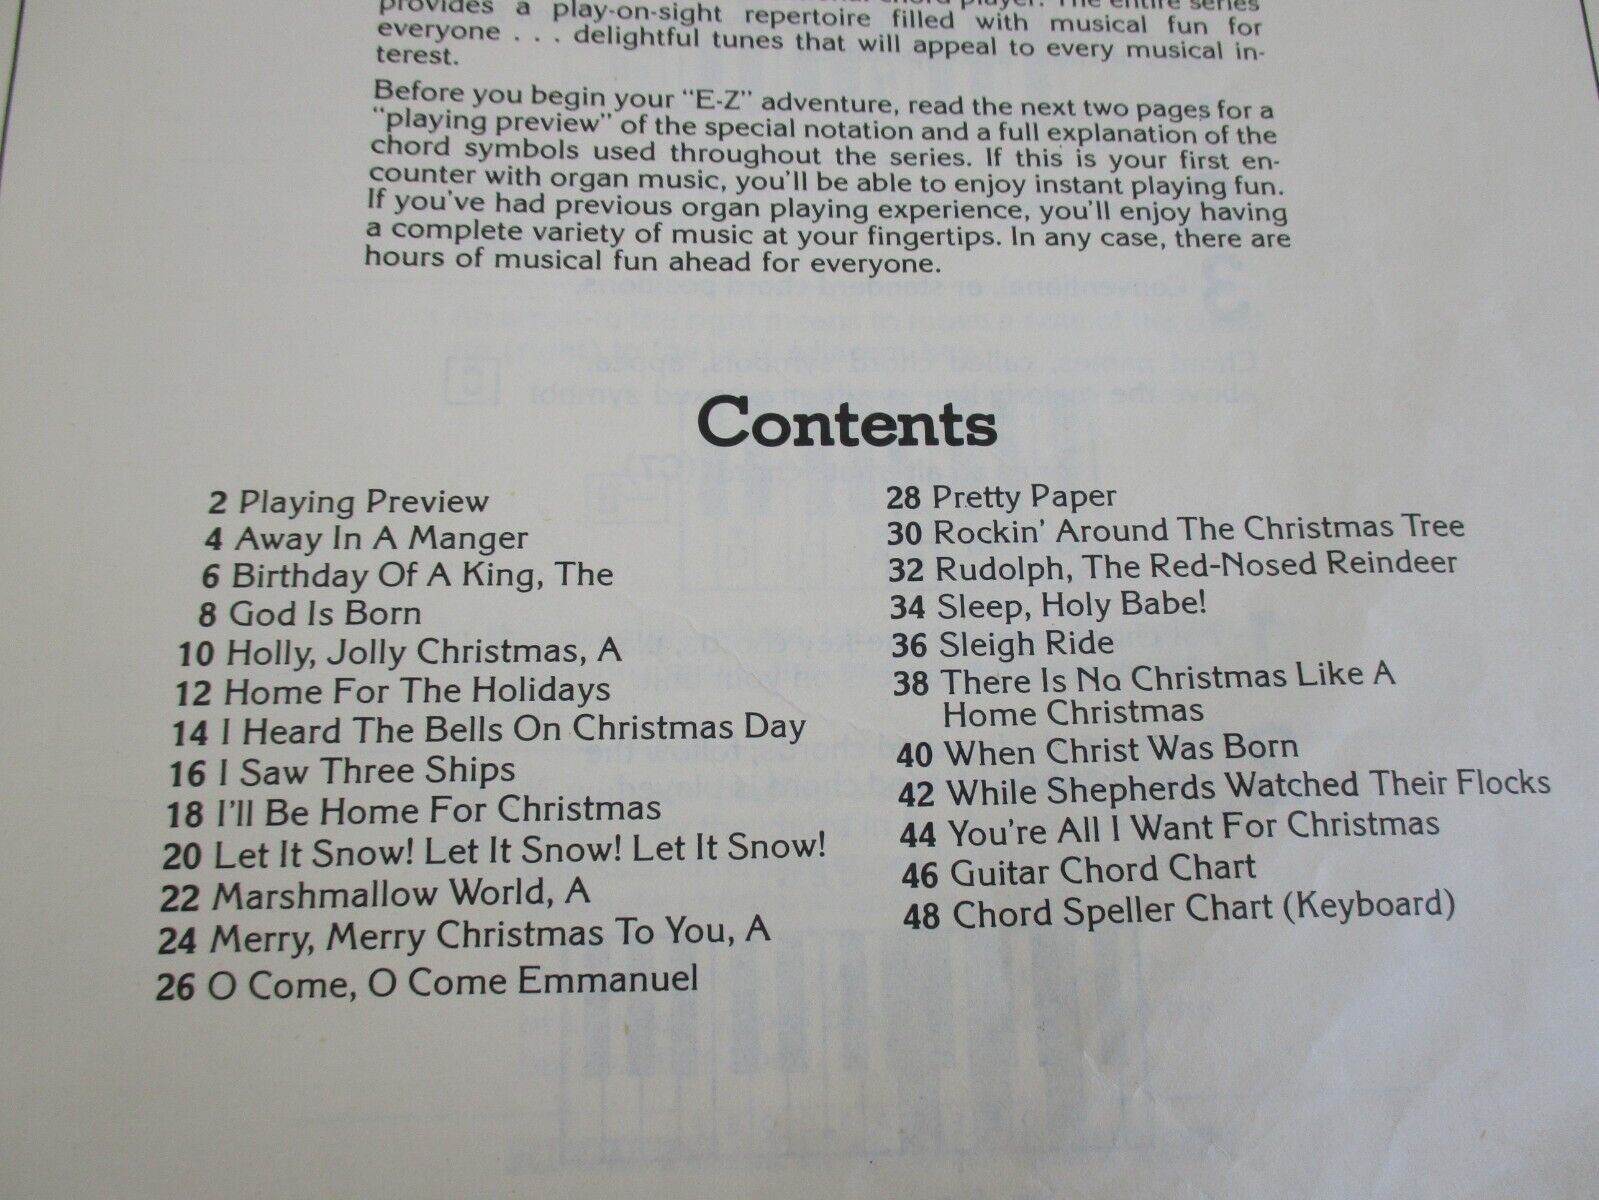 provides a play-on-sight repertoire filled with musical fun for
everyone . . . delightful tunes that will appeal to every musical in-
terest.
Before you begin your "E-Z" adventure, read the next two pages for a
"playing preview" of the special notation and a full explanation of the
chord symbols used throughout the series. If this is your first en-
counter with organ music, you'll be able to enjoy instant playing fun.
If you've had previous organ playing experience, you'll enjoy having
a complete variety of music at your fingertips. In any case, there are
hours of musical fun ahead for everyone.
Contents
2 Playing Preview
4 Away In A Manger
6 Birthday Of A King, The
8 God Is Born
10 Holly, Jolly Christmas, A
12 Home For The Holidays
14 I Heard The Bells On Christmas Day
16 I Saw Three Ships
18 I'll Be Home For Christmas
20 Let It Snow! Let It Snow! Let It Snow!
22 Marshmallow World, A
24 Merry, Merry Christmas To You, A
26 O Come, O Come Emmanuel
28 Pretty Paper
30 Rockin' Around The Christmas Tree
32 Rudolph, The Red-Nosed Reindeer
34 Sleep, Holy Babe!
36 Sleigh Ride
38 There Is No Christmas Like A
Home Christmas
40 When Christ Was Born
42 While Shepherds Watched Their Flocks
44 You're All I Want For Christmas
46 Guitar Chord Chart
48 Chord Speller Chart (Keyboard)